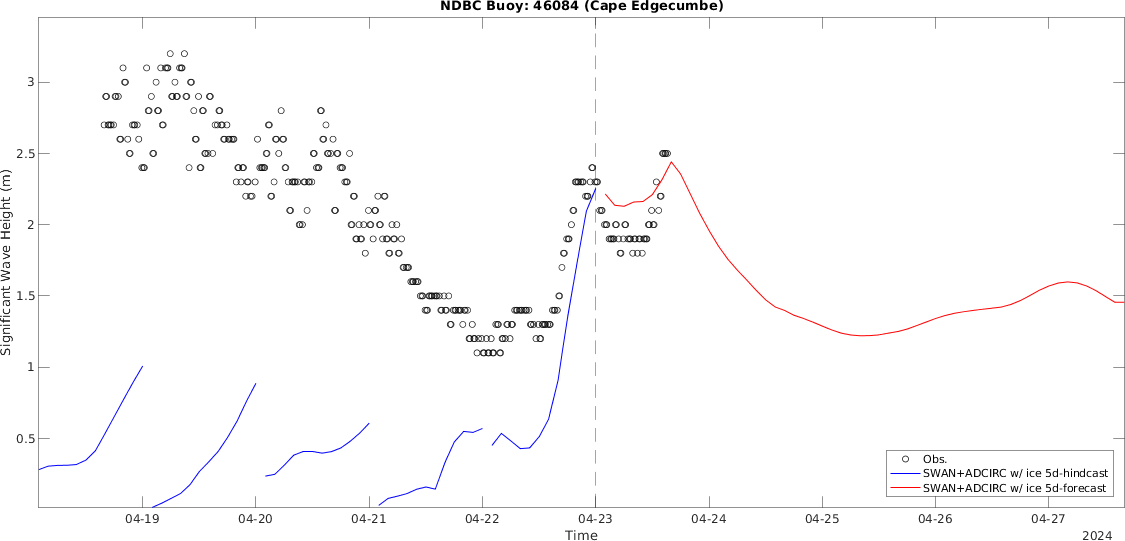 NDBC Buoy: 46084 (Cape Edgecumbe)
Significant Wave Height (m)
3
2.5
2
1.5
1
0.5
Obs.
SWAN+ADCIRC w/ ice 5d-hindcast
SWAN+ADCIRC w/ ice 5d-forecast
04-19 04-20 04-21 04-22 04-23 04-24 04-25 04-26 04-27
Time
2024